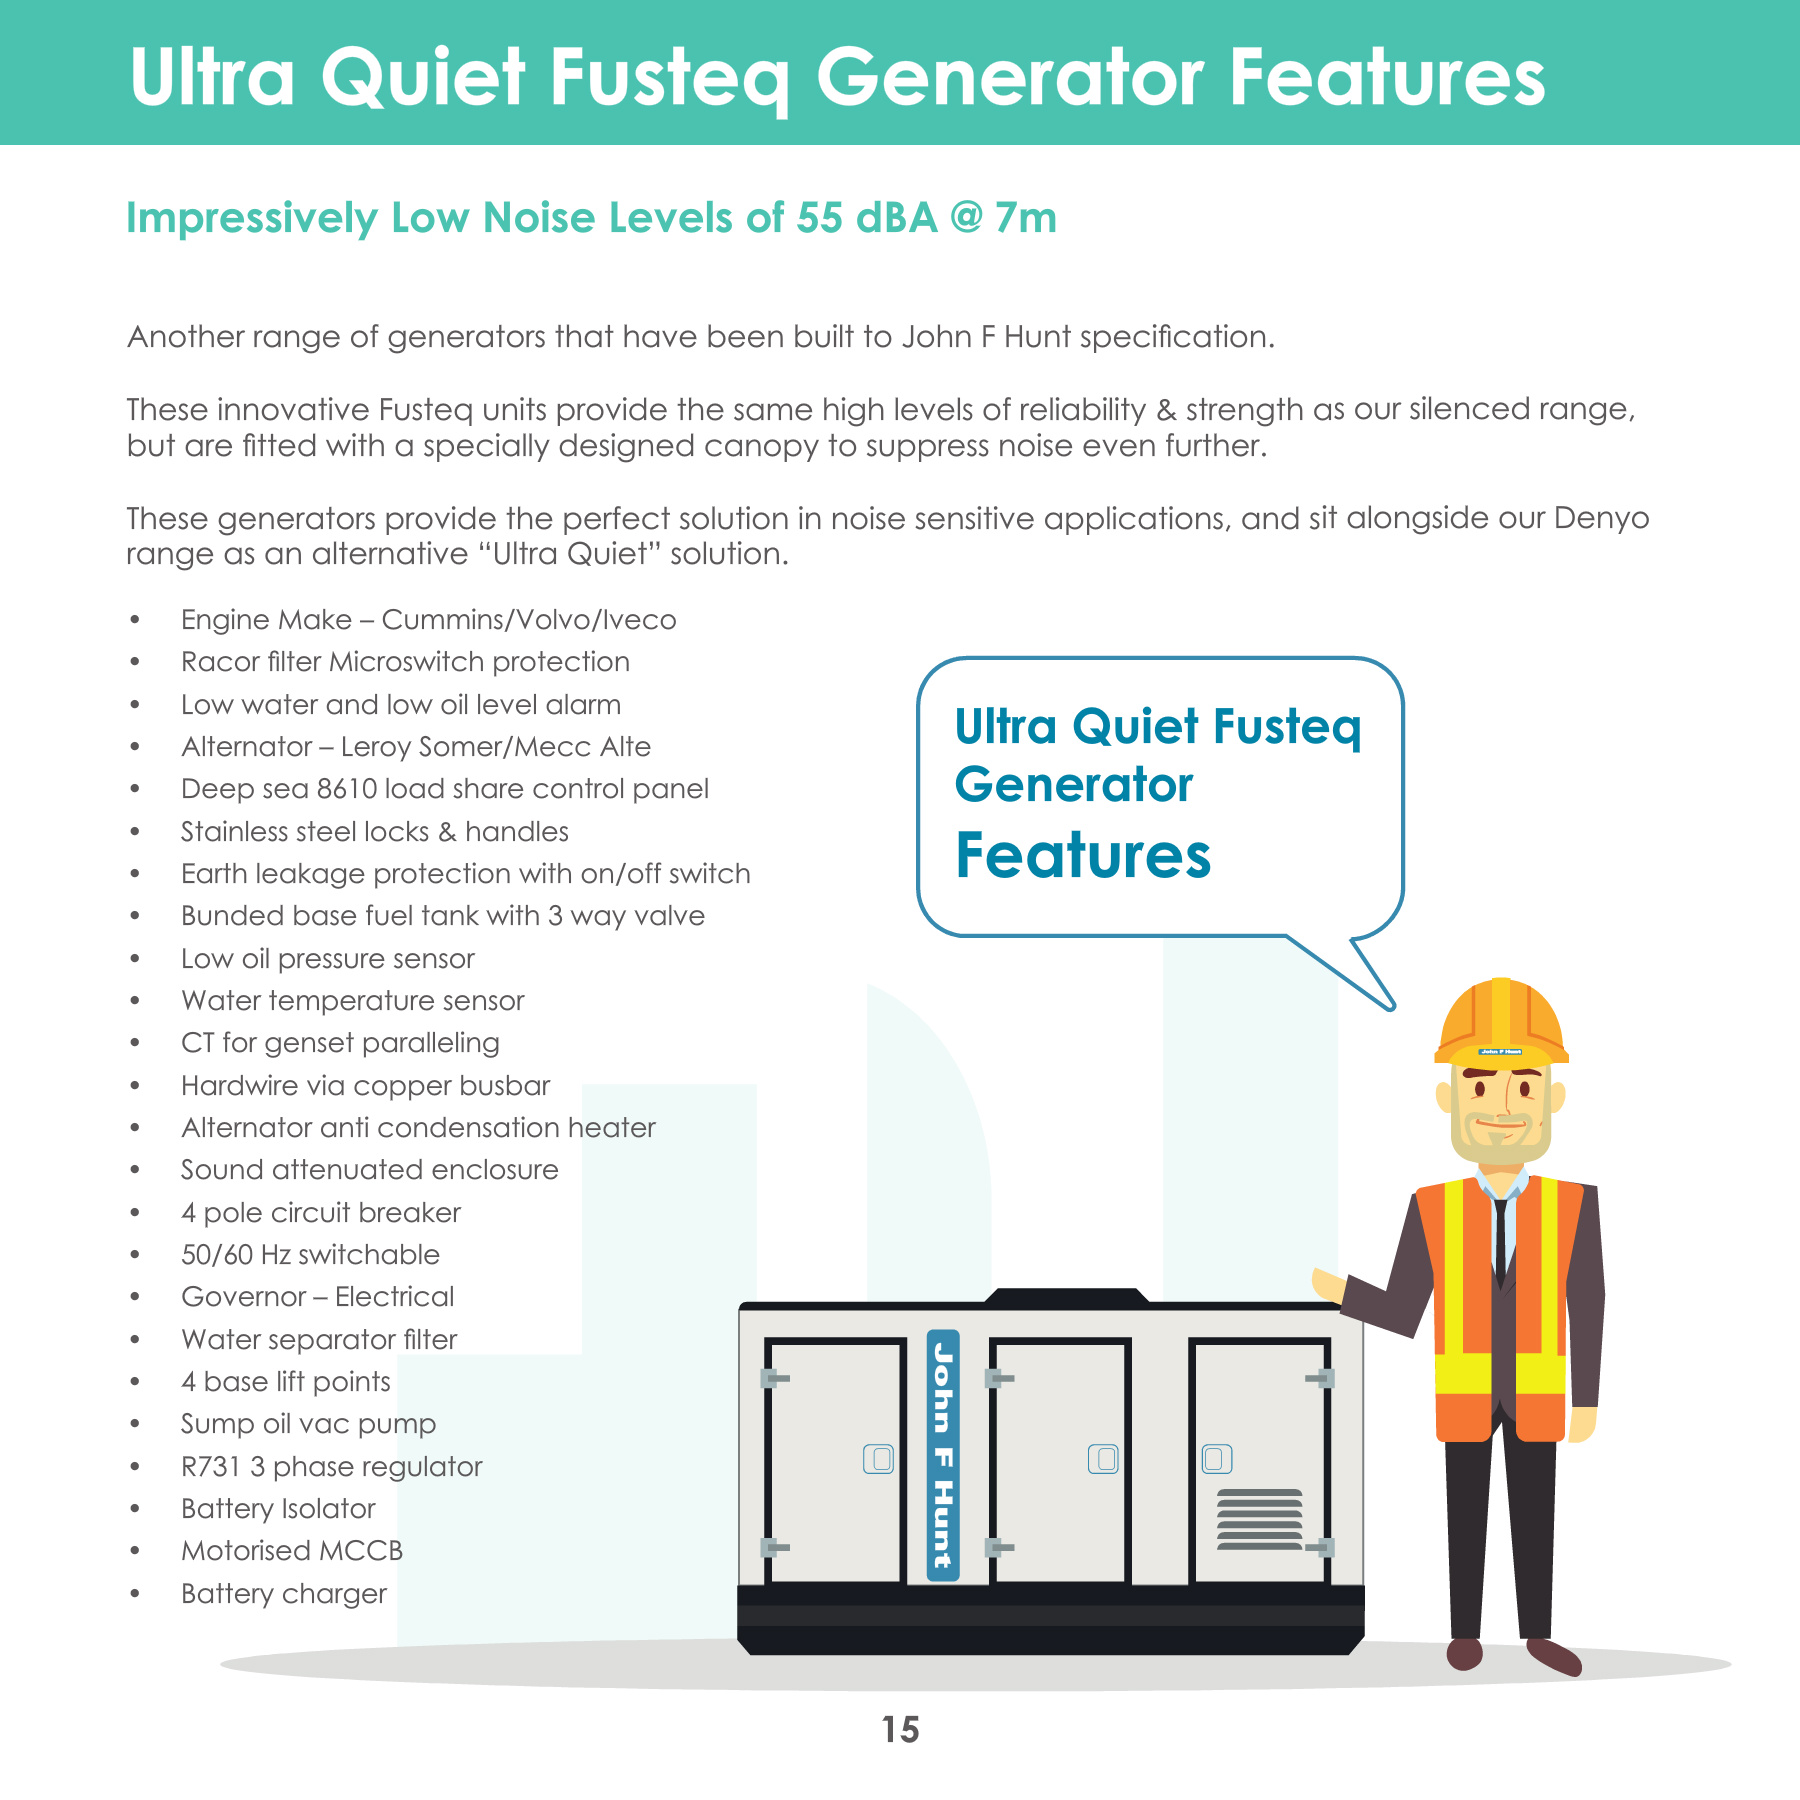 Ultra Quiet Fusteq Generator Features
Impressively Low Noise Levels of 55 dBA @ 7m
Another range of generators that have been built to John F Hunt specification.
These innovative Fusteq units provide the same high levels of reliability & strength as our silenced range,
but are fitted with a specially designed canopy to suppress noise even further.
These generators provide the perfect solution in noise sensitive applications, and sit alongside our Denyo
range as an alternative “Ultra Quiet” solution.
• Engine Make – Cummins/Volvo/Iveco
• Racor filter Microswitch protection
• Low water and low oil level alarm
• Alternator – Leroy Somer/Mecc Alte
• Deep sea 8610 load share control panel
• Stainless steel locks & handles
• Earth leakage protection with on/off switch
• Bunded base fuel tank with 3 way valve
• Low oil pressure sensor
• Water temperature sensor
• CT for genset paralleling
• Hardwire via copper busbar
• Alternator anti condensation heater
• Sound attenuated enclosure
• 4 pole circuit breaker
• 50/60 Hz switchable
• Governor – Electrical
• Water separator filter
• 4 base lift points
• Sump oil vac pump
• R731 3 phase regulator
• Battery Isolator
• Motorised MCCB
• Battery charger
Ultra Quiet Fusteq
Generator
Features
John F Hunt
John F Hunt
15